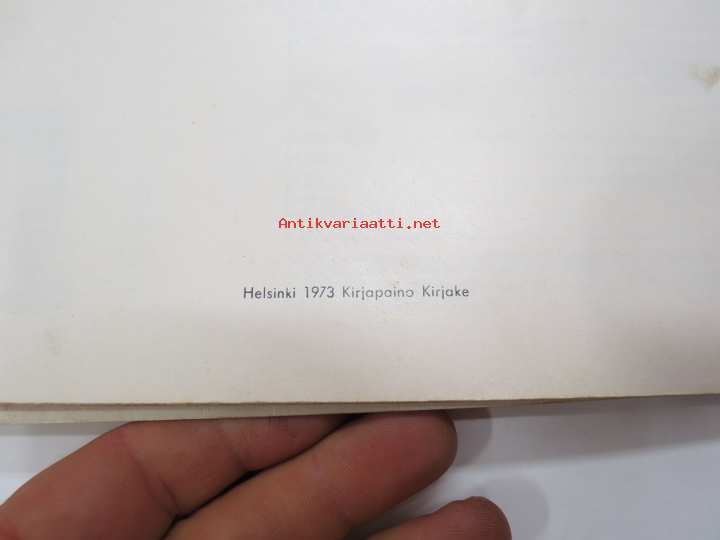 Antikvariaatti.net
Helsinki 1973 Kirjapaino Kirjake